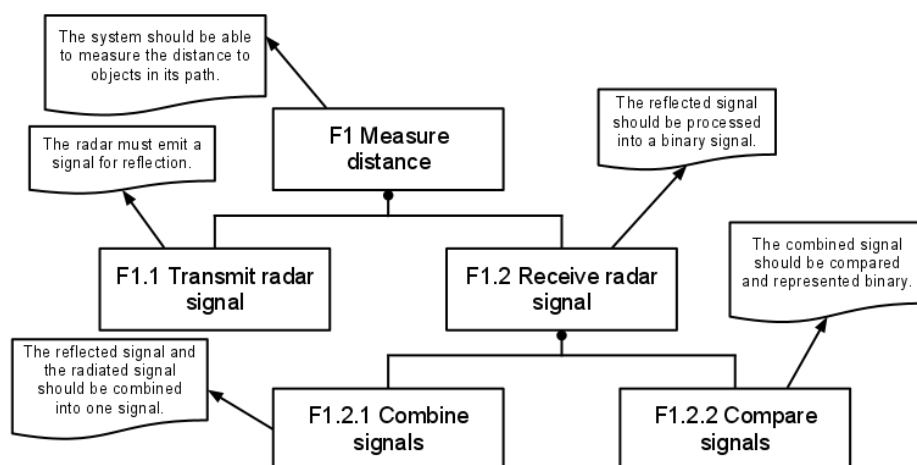 The system should be able
to measure the distance to
objects in its path.
F1 Measure
distance
The reflected signal
should be processed
into a binary signal.
The radar must emit a
signal for reflection.
F1.1 Transmit radar
signal
F1.2 Receive radar
signal
The combined signal
should be compared
and represented binary.
The reflected signal and
the radiated signal
should be combined
into one signal.
F1.2.1 Combine
signals
F1.2.2 Compare
signals